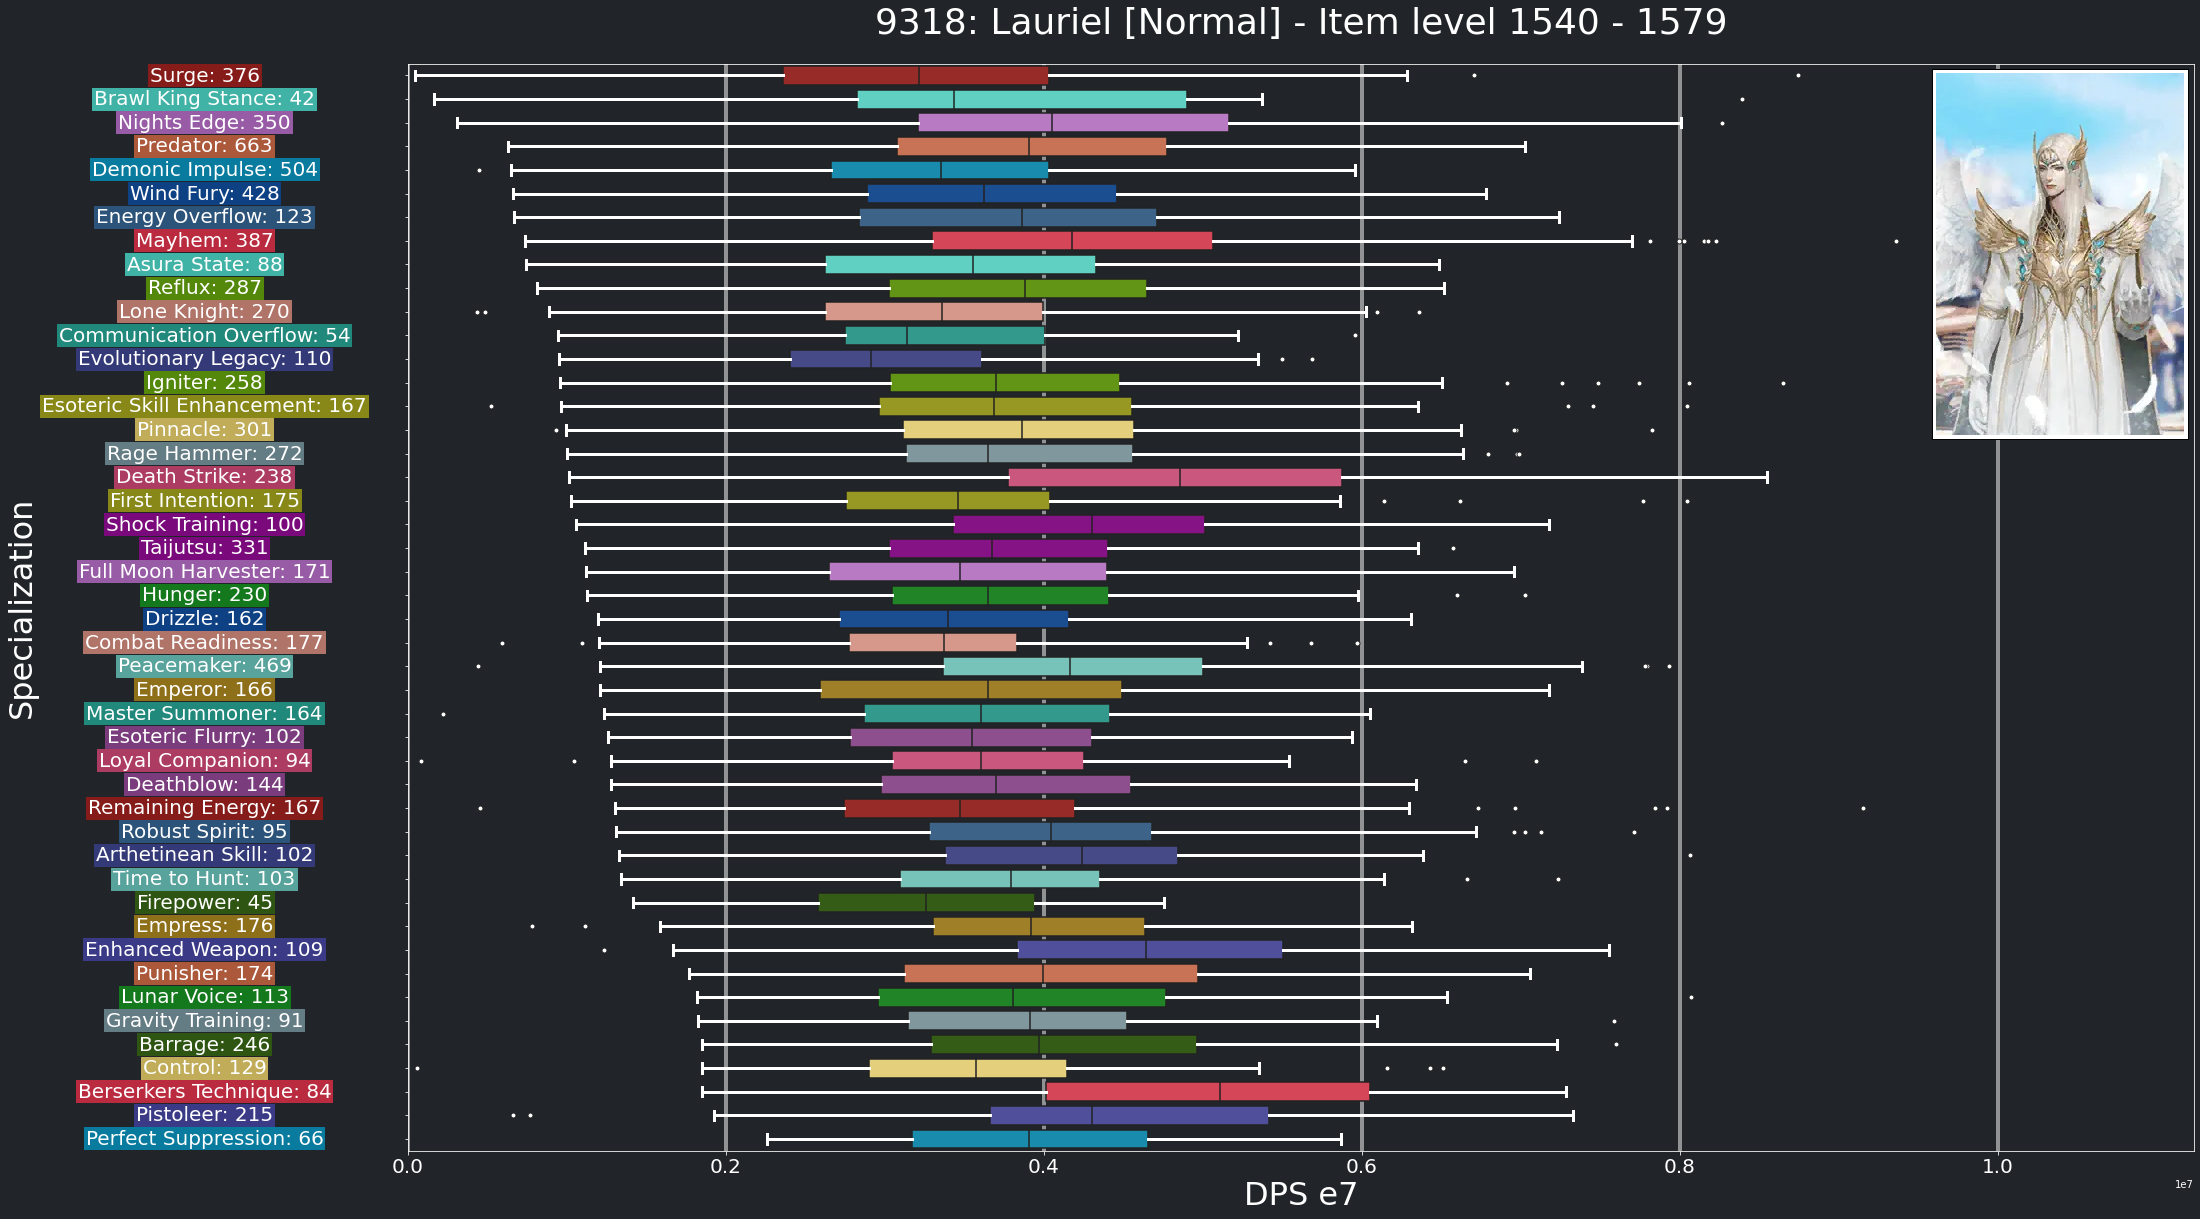 9318: Lauriel [Normal] - Item level 1540 - 1579
Specialization
Surge: 376
Brawl King Stance: 42
Nights Edge: 350
Predator: 663
Demonic Impulse: 504
Wind Fury: 428
Energy Overflow: 123
Mayhem: 387
Asura State: 88
Reflux: 287
Lone Knight: 270
Communication Overflow: 54
Evolutionary Legacy: 110
Igniter: 258
Esoteric Skill Enhancement: 167
Pinnacle: 301
Rage Hammer: 272
Death Strike: 238
First Intention: 175
Shock Training: 100
Taijutsu: 331
Full Moon Harvester: 171
Hunger: 230
Drizzle: 162
Combat Readiness: 177
Peacemaker: 469
Emperor: 166
Master Summoner: 164
Esoteric Flurry: 102
Loyal Companion: 94
Deathblow: 144
Remaining Energy: 167
Robust Spirit: 95
Arthetinean Skill: 102
Time to Hunt: 103
Firepower: 45
Empress: 176
Enhanced Weapon: 109
Punisher: 174
Lunar Voice: 113
Gravity Training: 91
Barrage: 246
Control: 129
Berserkers Technique: 84
Pistoleer: 215
Perfect Suppression: 66
0.0 0.2 0.4 0.6 0.8 1.0
1e7
DPS e7